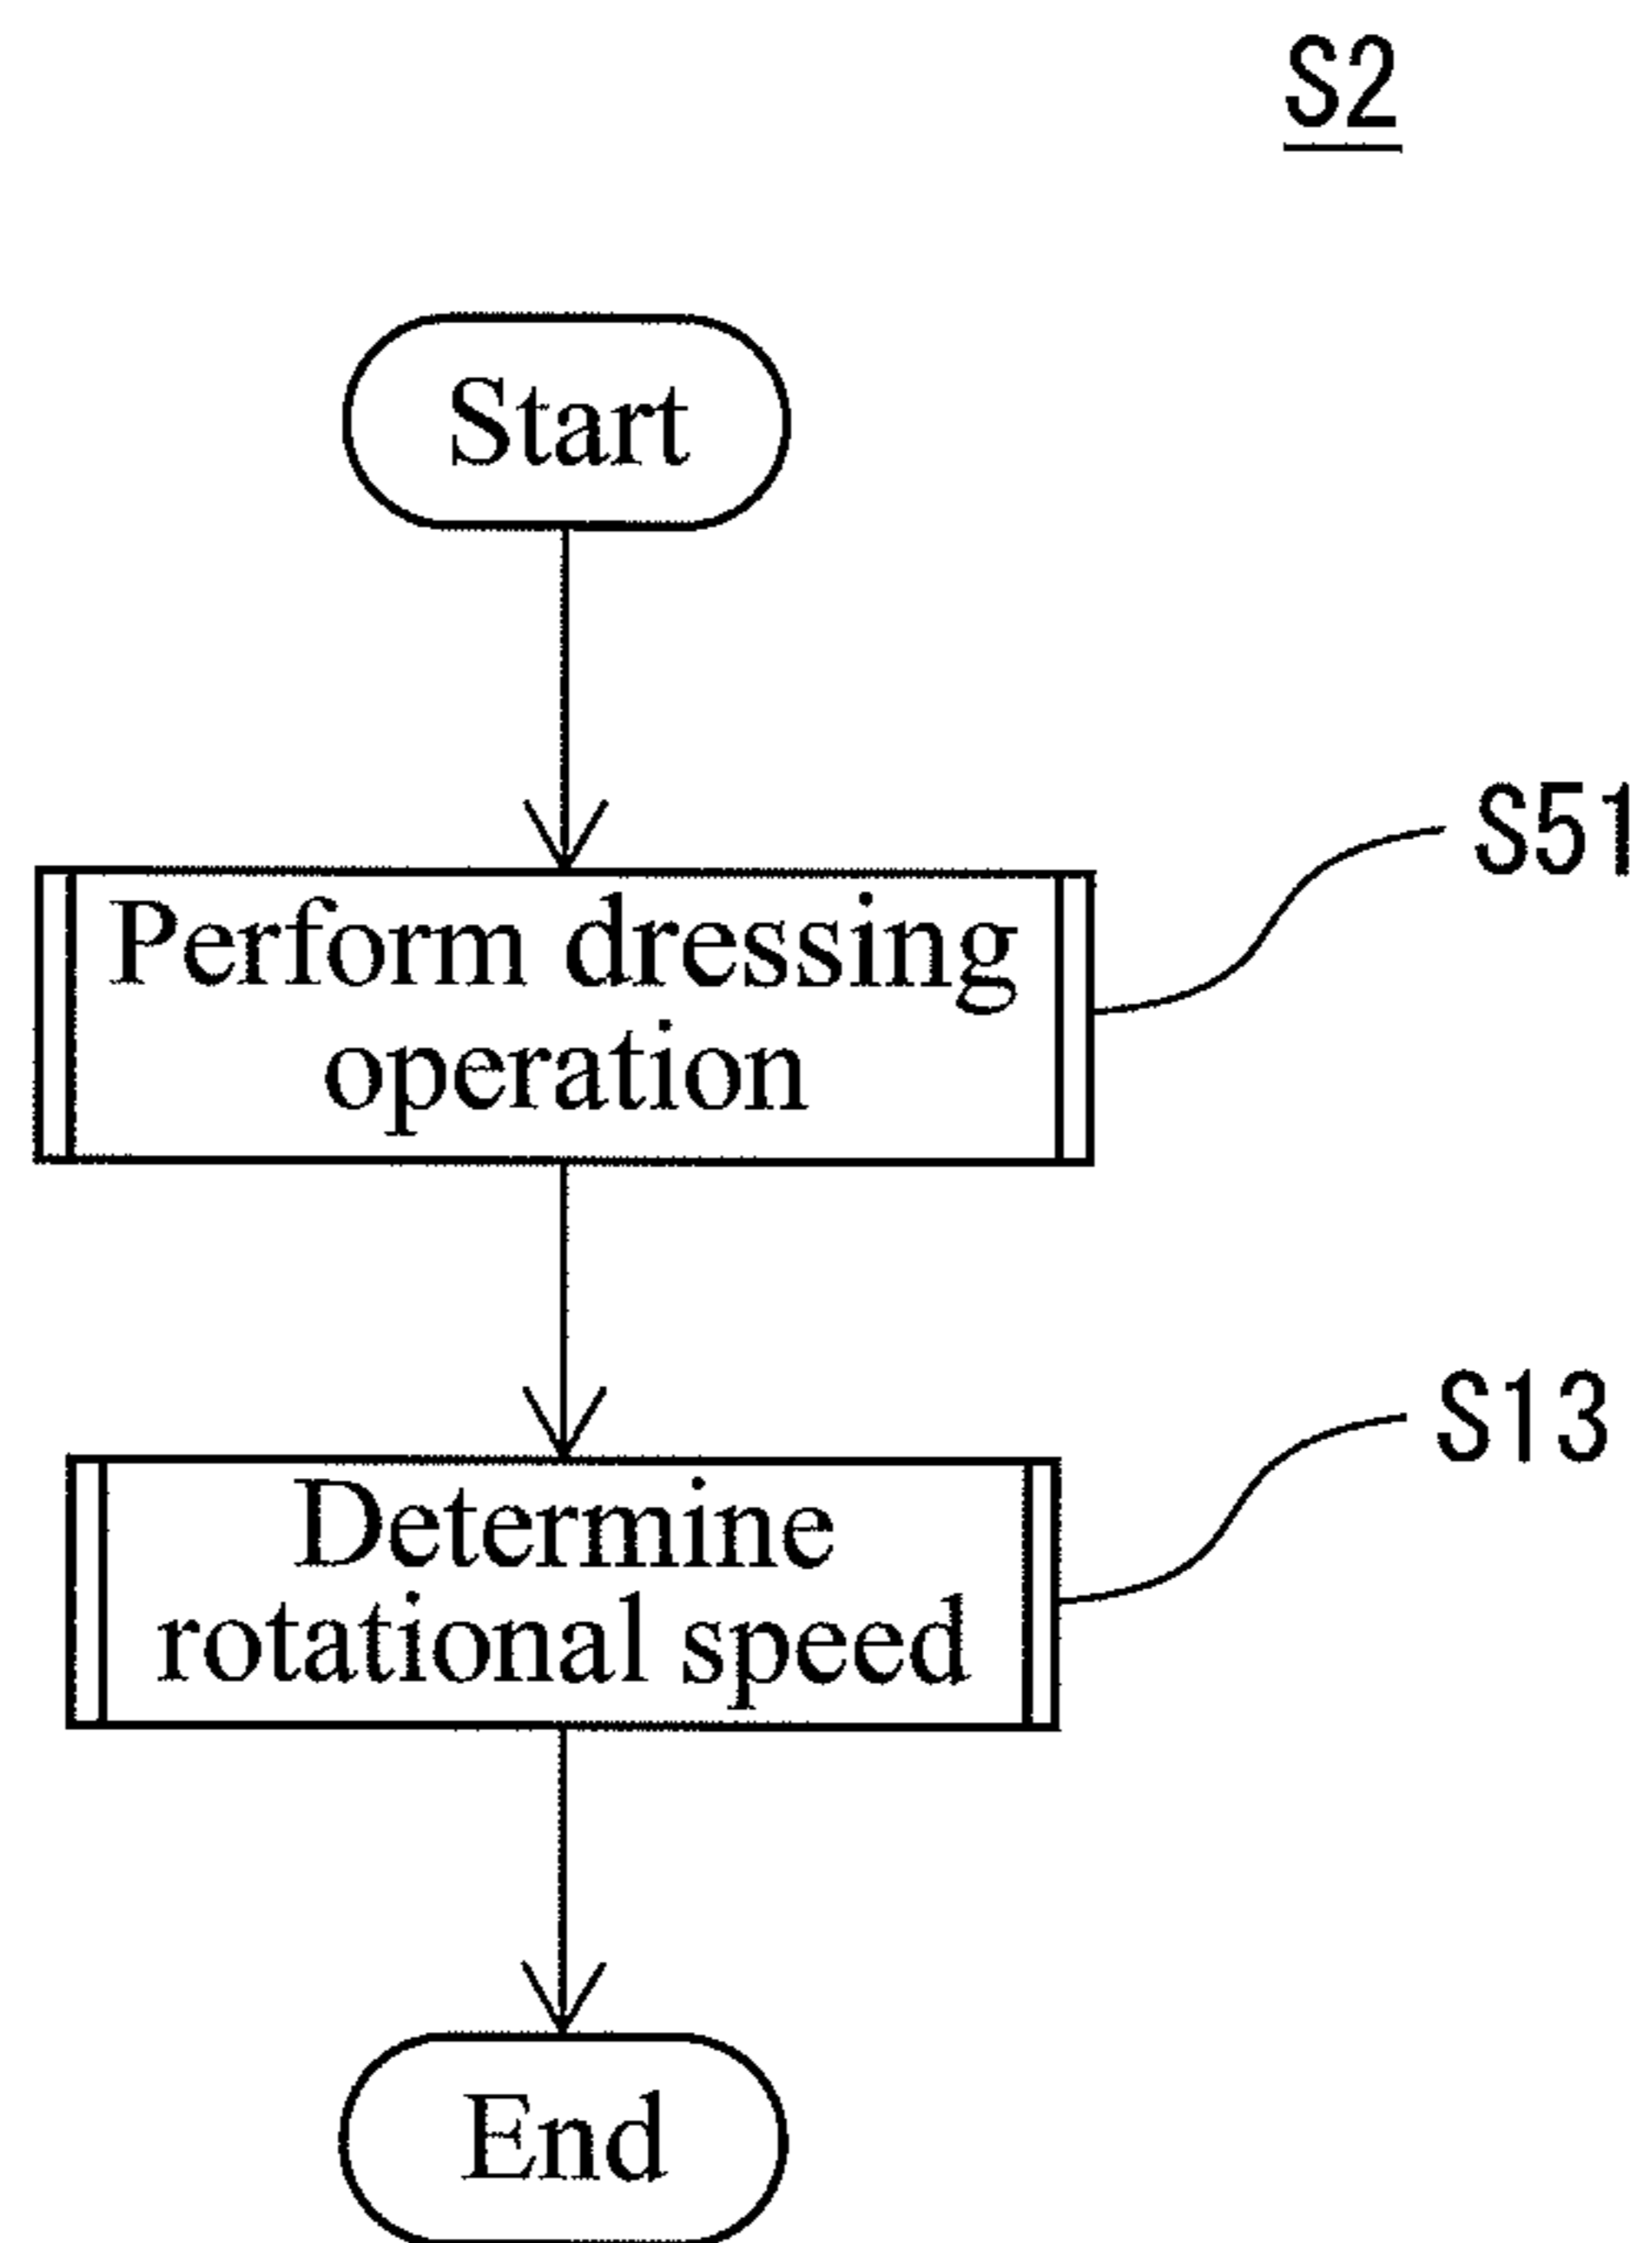 S2
Start
S51
Perform dressing
operation
S13
Determine
rotational speed
End